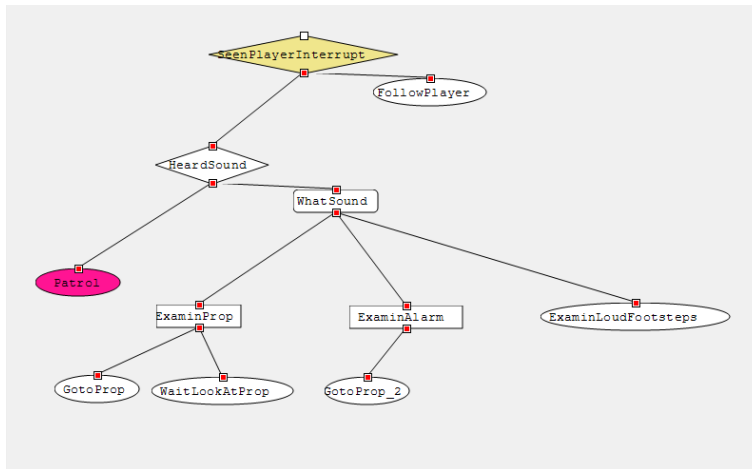 SeenPlayerInterrupt
FollowPlayer
HeardSound
WhatSound
Patrol
ExaminProp
ExaminAlarm
ExaminLoudFootsteps
GotoProp
WaitLookAtProp
GotoProp_2